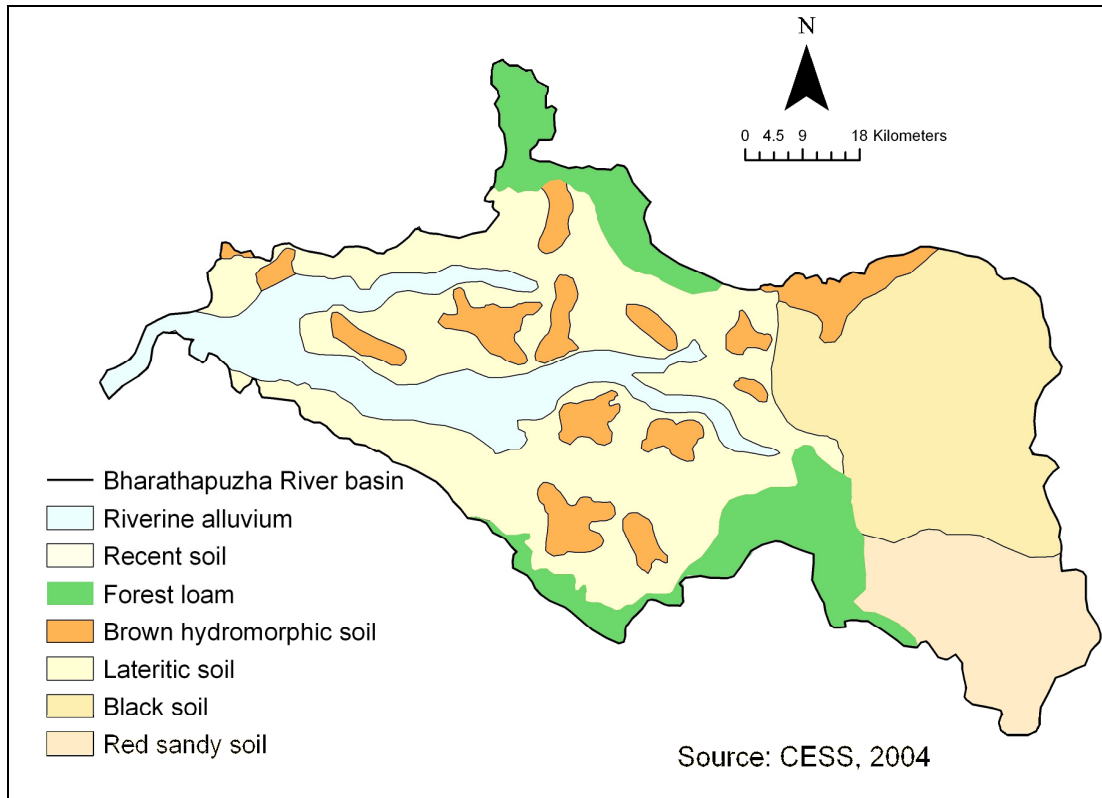 N
0 4.5 9 18 Kilometers
Bharathapuzha River basin
Riverine alluvium
Recent soil
Forest loam
Brown hydromorphic soil
Lateritic soil
Black soil
Red sandy soil
Source: CESS, 2004